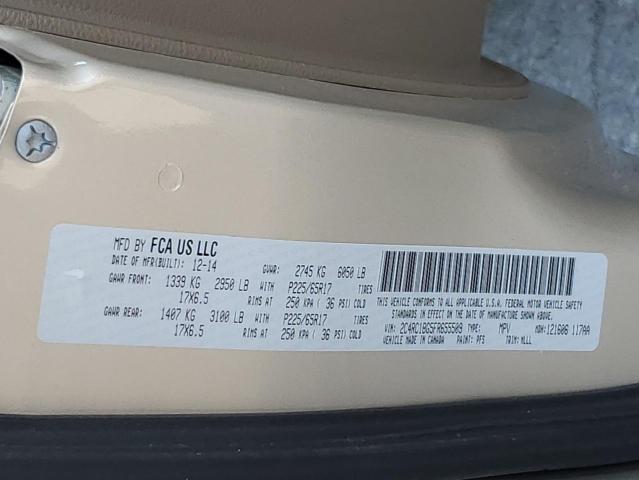 MFD BY FCA US LLC
DATE OF MFR(BUILT): 12-14 GVWR: 2745 KG 6050 LB
GAWR FRONT: 1339 KG 2950 LB WITH P225/65R17 TIRES
17X6.5 RIMS AT 250 KPA ( 36 PSI) COLD
GAWR REAR: 1407 KG 3100 LB WITH P225/65R17 TIRES
17X6.5 RIMS AT 250 KPA ( 36 PSI) COLD
THIS VEHICLE CONFORMS TO ALL APPLICABLE U.S.A. FEDERAL MOTOR VEHICLE SAFETY
STANDARDS IN EFFECT ON THE DATE OF MANUFACTURE SHOWN ABOVE.
VIN: 2C4RC1BG5FR655509 TYPE: MPV MDH: 121606 117AA
VEHICLE MADE IN CANADA PAINT: PFS TRIM: MLLL